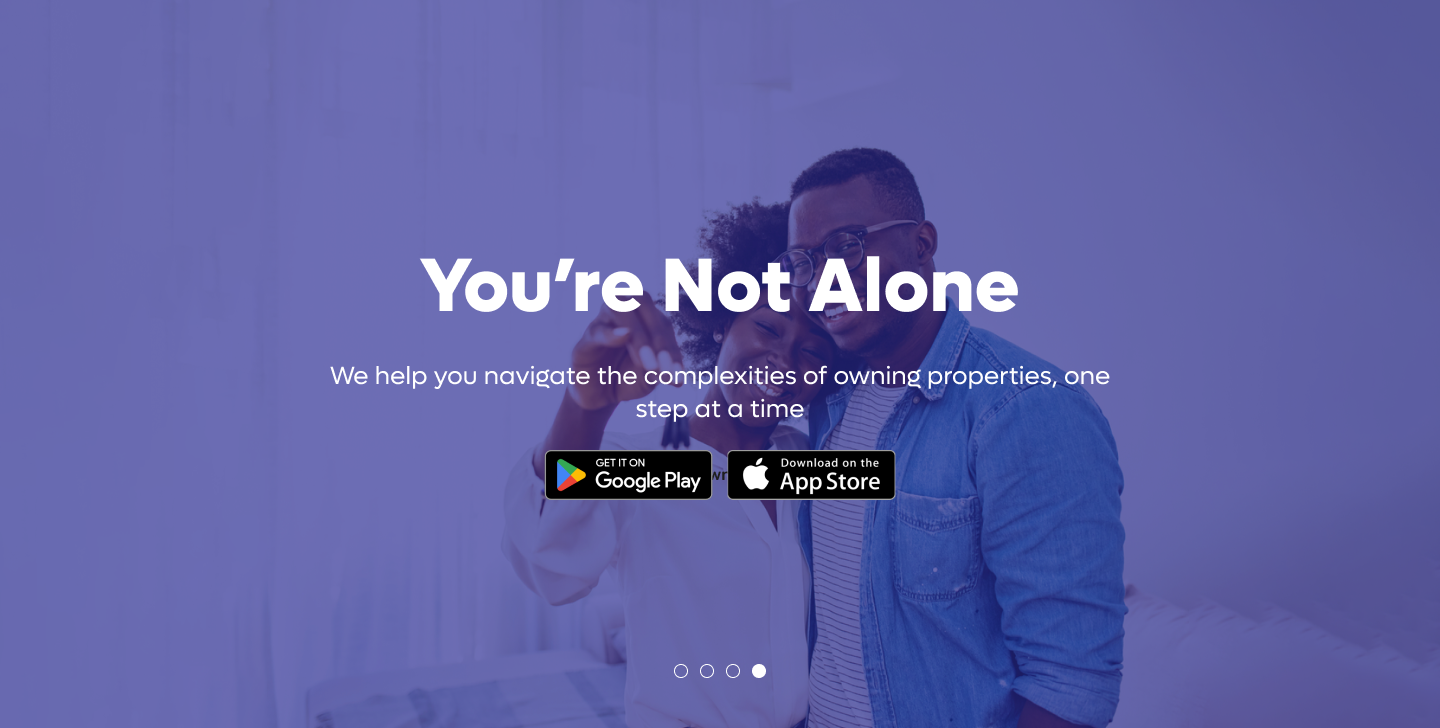 You’re Not Alone
We help you navigate the complexities of owning properties, one
step at a time
GET IT ON
Google Play
Download on the
App Store